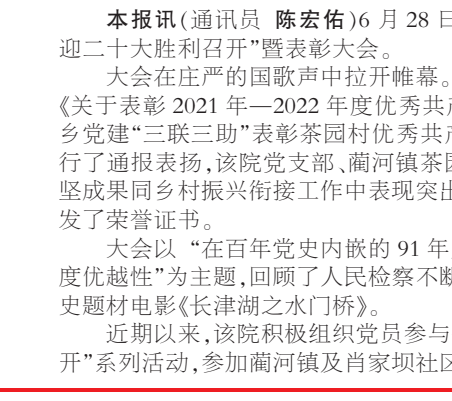 本报讯(通讯员 陈宏佑)6 月 28 日
迎二十大胜利召开”暨表彰大会。
大会在庄严的国歌声中拉开帷幕。
《关于表彰 2021 年—2022 年度优秀共产
乡党建“三联三助”表彰茶园村优秀共产
行了通报表扬,该院党支部、蔺河镇茶园
坚成果同乡村振兴衔接工作中表现突出
发了荣誉证书。
大会以 “在百年党史内嵌的 91 年
度优越性”为主题,回顾了人民检察不断
史题材电影《长津湖之水门桥》。
近期以来,该院积极组织党员参与
开”系列活动,参加蔺河镇及肖家坝社区